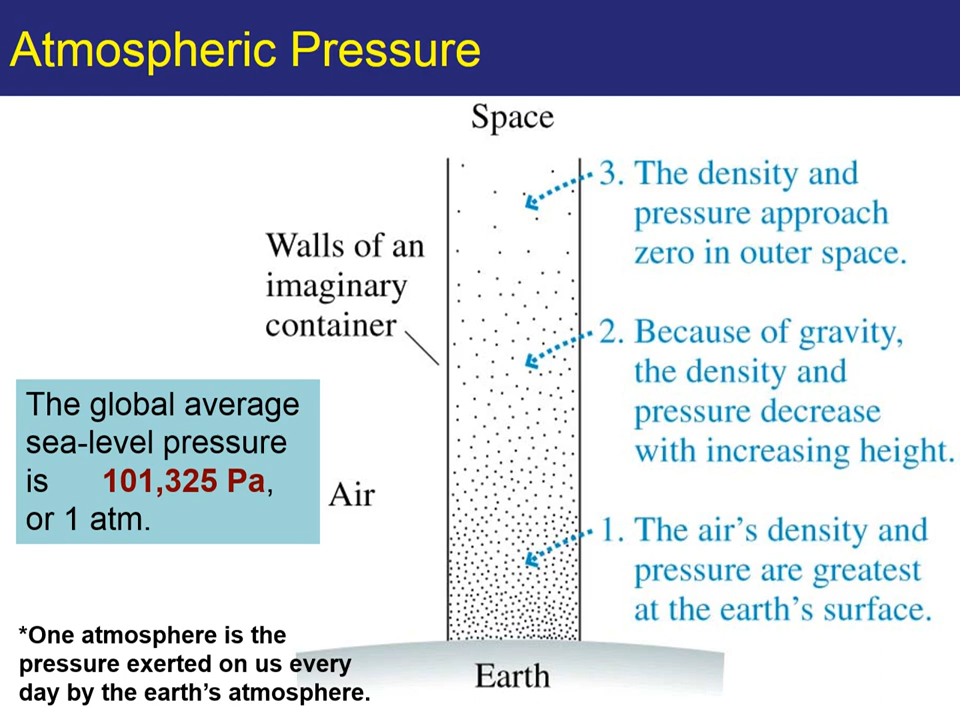 Atmospheric Pressure
Space
3. The density and
pressure approach
zero in outer space.
Walls of an
imaginary
container
2. Because of gravity,
the density and
pressure decrease
with increasing height.
The global average
sea-level pressure
is 101,325 Pa,
or 1 atm.
Air
1. The air’s density and
pressure are greatest
at the earth’s surface.
*One atmosphere is the
pressure exerted on us every
day by the earth’s atmosphere.
Earth